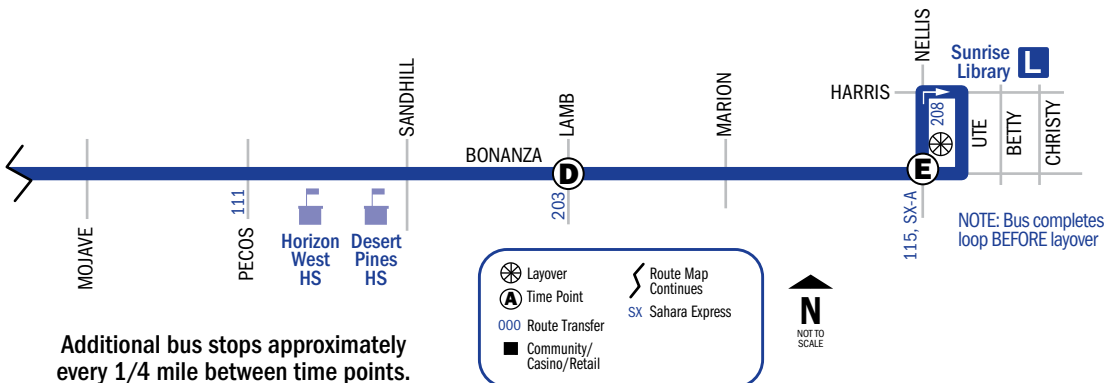 NELLIS
Sunrise
Library
L
HARRIS
208
UTE
BETTY
CHRISTY
SANDHILL
LAMB
MARION
BONANZA
D
E
MOJAVE
111
PECOS
Horizon
West
HS
Desert
Pines
HS
203
115, SX-A
NOTE: Bus completes
loop BEFORE layover
Layover
A Time Point
000 Route Transfer
Community/
Casino/Retail
Route Map
Continues
SX Sahara Express
N
NOT TO
SCALE
Additional bus stops approximately
every 1/4 mile between time points.